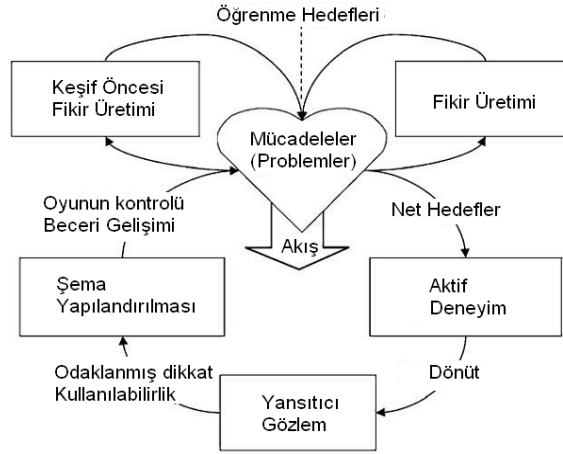 Öğrenme Hedefleri
Keşif Öncesi
Fikir Üretimi
Fikir Üretimi
Mücadeleler
(Problemler)
Oyunun kontrolü
Beceri Gelişimi
Net Hedefler
Akış
Şema
Yapılandırılması
Aktif
Deneyim
Odaklanmış dikkat
Kullanılabilirlik
Dönüt
Yansıtıcı
Gözlem